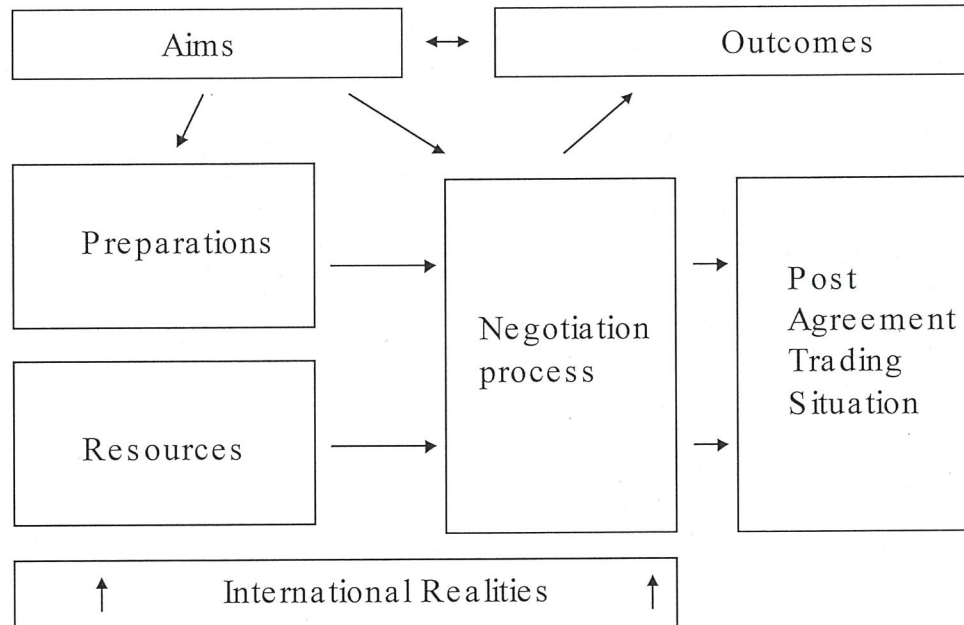 Aims
Outcomes
Preparations
Negotiation
process
Post
Agreement
Trading
Situation
Resources
International Realities